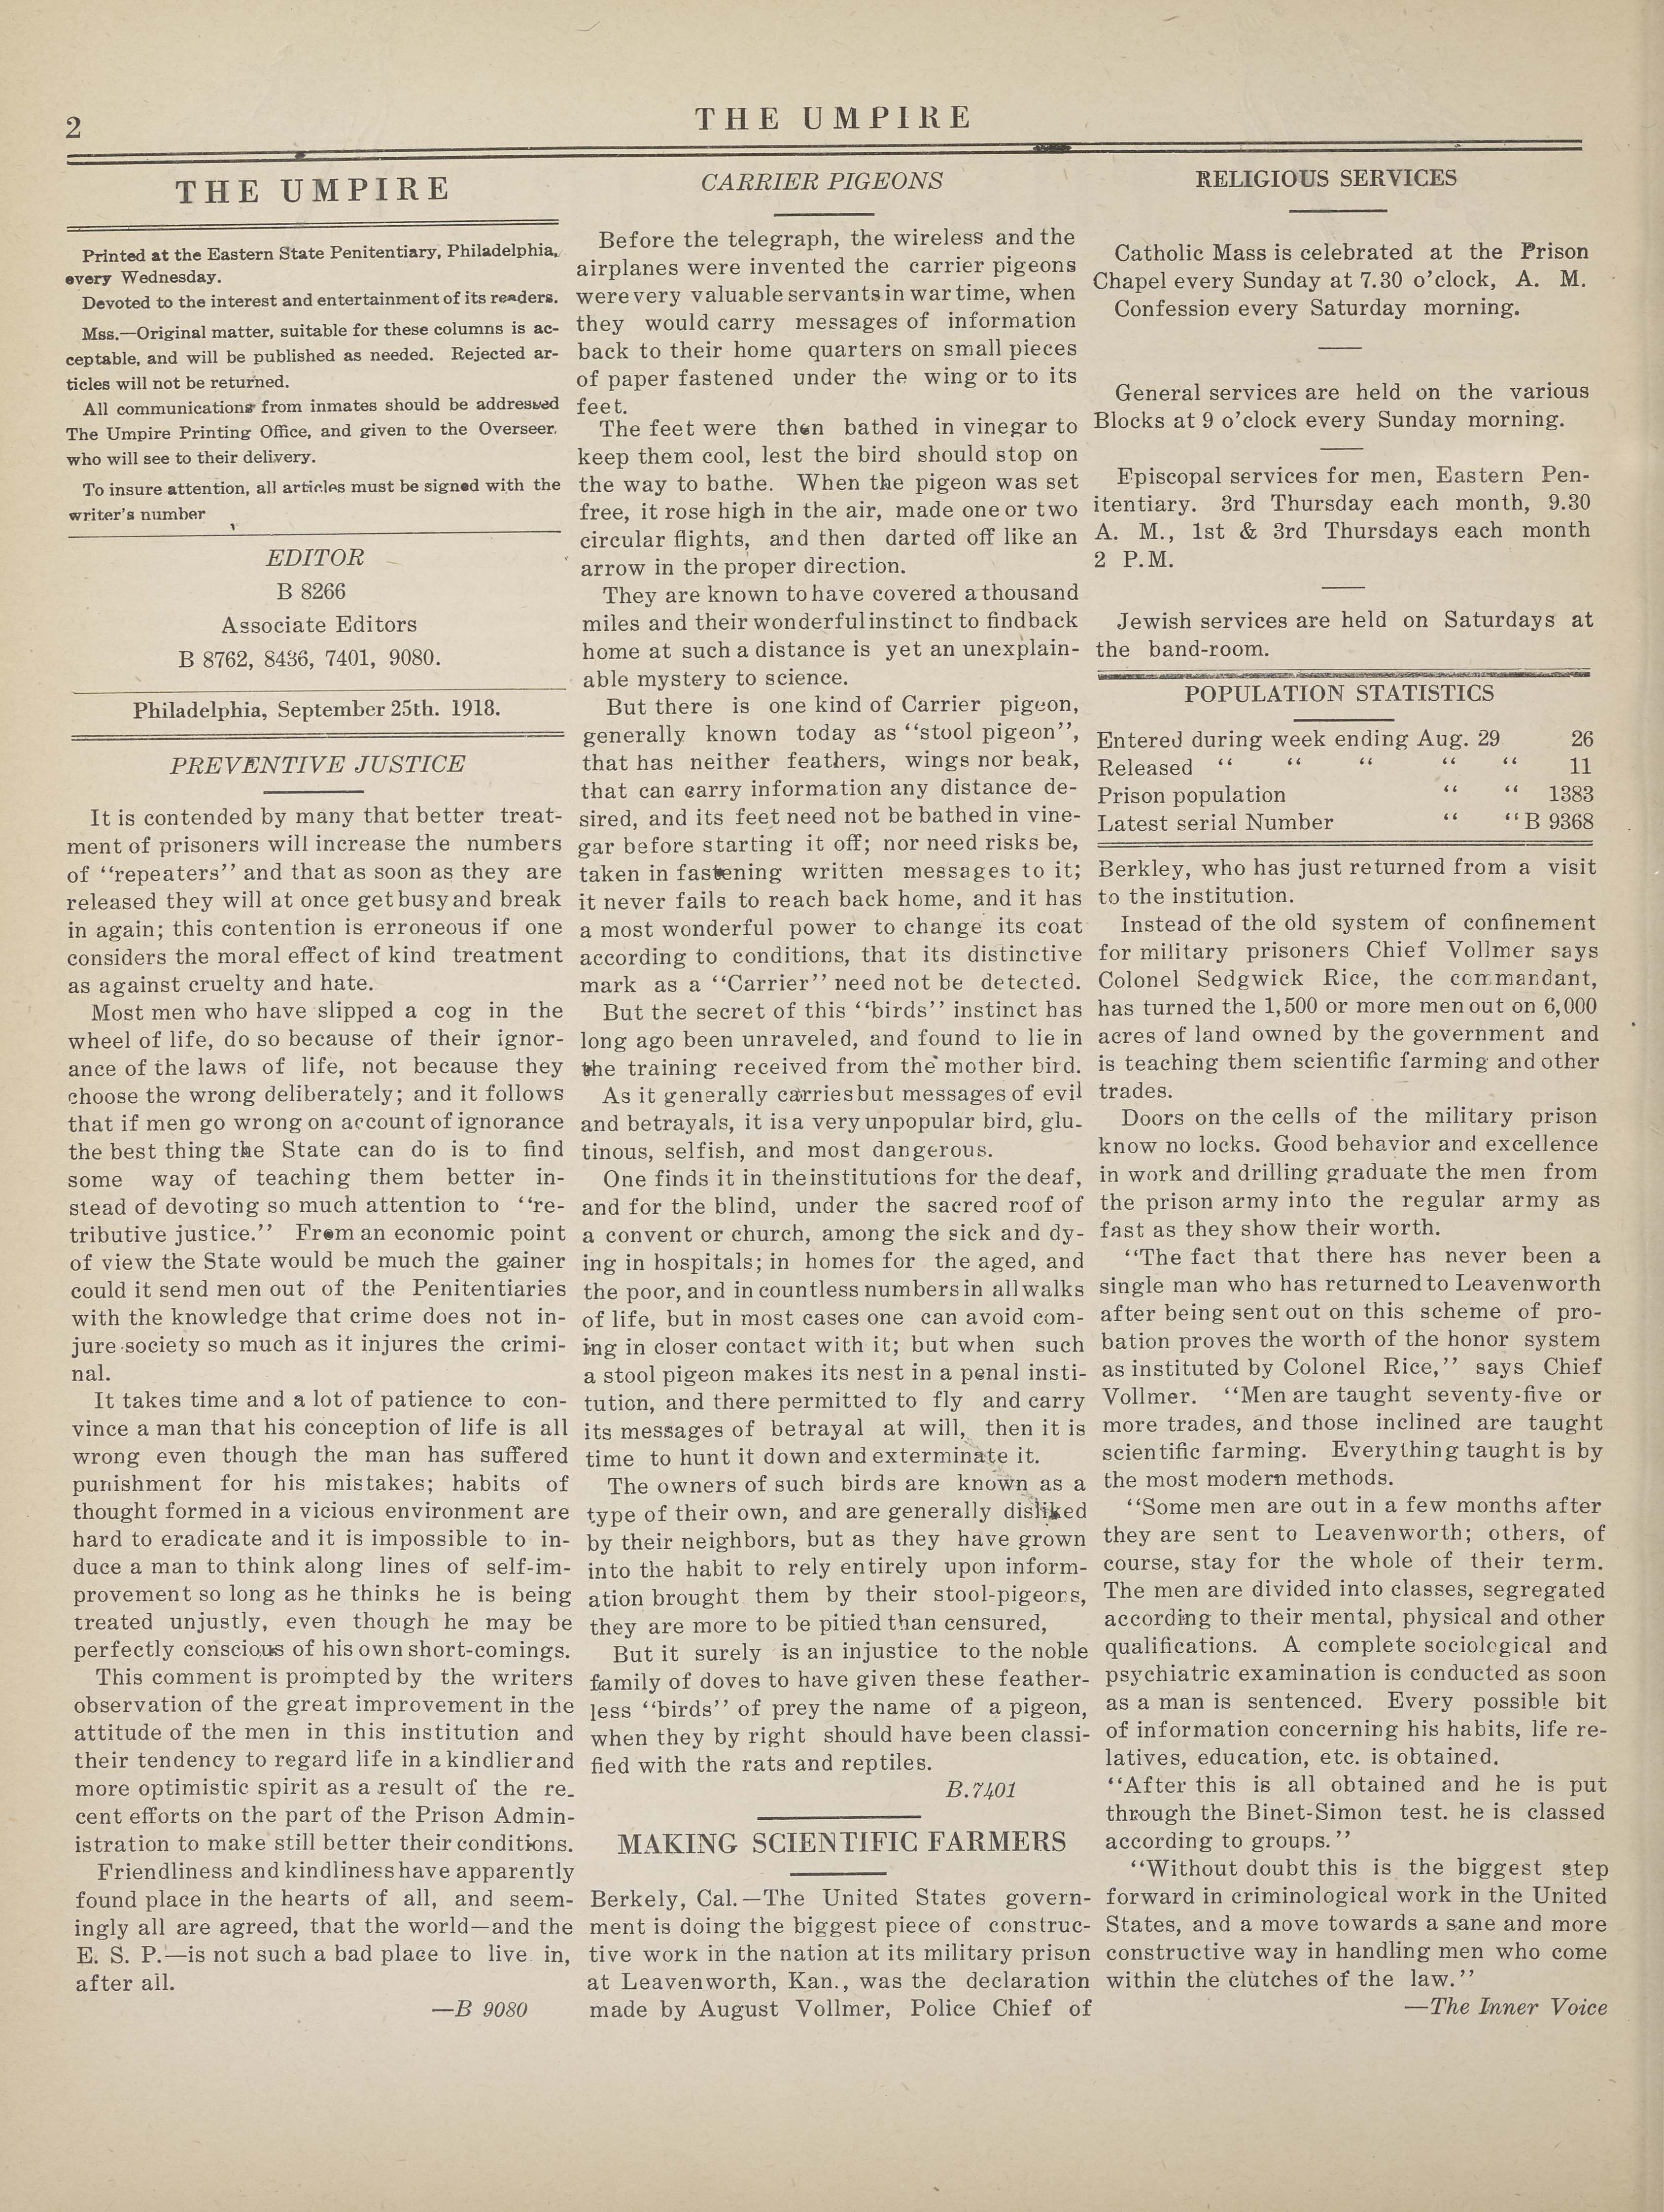 2
THE UMPIRE
THE UMPIRE
Printed at the Eastern State Penitentiary, Philadelphia,
every Wednesday.
Devoted to the interest and entertainment of its readers.
Mss.—Original matter, suitable for these columns is ac-
ceptable, and will be published as needed. Rejected ar-
ticles will not be returned.
All communications from inmates should be addressed
The Umpire Printing Office, and given to the Overseer,
who will see to their delivery.
To insure attention, all articles must be signed with the
writer's number
EDITOR
B 8266
Associate Editors
B 8762, 8436, 7401, 9080.
Philadelphia, September 25th. 1918.
PREVENTIVE JUSTICE
It is contended by many that better treat-
ment of prisoners will increase the numbers
of ‘‘repeaters’’ and that as soon as they are
released they will at once get busy and break
in again; this contention is erroneous if one
considers the moral effect of kind treatment
as against cruelty and hate.
Most men who have slipped a cog in the
wheel of life, do so because of their ignor-
ance of the laws of life, not because they
choose the wrong deliberately; and it follows
that if men go wrong on account of ignorance
the best thing the State can do is to find
some way of teaching them better in-
stead of devoting so much attention to ‘‘re-
tributive justice.’’ From an economic point
of view the State would be much the gainer
could it send men out of the Penitentiaries
with the knowledge that crime does not in-
jure society so much as it injures the crimi-
nal.
It takes time and a lot of patience to con-
vince a man that his conception of life is all
wrong even though the man has suffered
punishment for his mistakes; habits of
thought formed in a vicious environment are
hard to eradicate and it is impossible to in-
duce a man to think along lines of self-im-
provement so long as he thinks he is being
treated unjustly, even though he may be
perfectly conscious of his own short-comings.
This comment is prompted by the writers
observation of the great improvement in the
attitude of the men in this institution and
their tendency to regard life in a kindlier and
more optimistic spirit as a result of the re-
cent efforts on the part of the Prison Admin-
istration to make still better their conditions.
Friendliness and kindliness have apparently
found place in the hearts of all, and seem-
ingly all are agreed, that the world—and the
E. S. P.—is not such a bad place to live in,
after all.
—B 9080
CARRIER PIGEONS
Before the telegraph, the wireless and the
airplanes were invented the carrier pigeons
were very valuable servants in war time, when
they would carry messages of information
back to their home quarters on small pieces
of paper fastened under the wing or to its
feet.
The feet were then bathed in vinegar to
keep them cool, lest the bird should stop on
the way to bathe. When the pigeon was set
free, it rose high in the air, made one or two
circular flights, and then darted off like an
arrow in the proper direction.
They are known to have covered a thousand
miles and their wonderful instinct to find back
home at such a distance is yet an unexplain-
able mystery to science.
But there is one kind of Carrier pigeon,
generally known today as ‘‘stool pigeon’’,
that has neither feathers, wings nor beak,
that can carry information any distance de-
sired, and its feet need not be bathed in vine-
gar before starting it off; nor need risks be,
taken in fastening written messages to it;
it never fails to reach back home, and it has
a most wonderful power to change its coat
according to conditions, that its distinctive
mark as a ‘‘Carrier’’ need not be detected.
But the secret of this ‘‘birds’’ instinct has
long ago been unraveled, and found to lie in
the training received from the mother bird.
As it generally carries but messages of evil
and betrayals, it is a very unpopular bird, glu-
tinous, selfish, and most dangerous.
One finds it in the institutions for the deaf,
and for the blind, under the sacred roof of
a convent or church, among the sick and dy-
ing in hospitals; in homes for the aged, and
the poor, and in countless numbers in all walks
of life, but in most cases one can avoid com-
ing in closer contact with it; but when such
a stool pigeon makes its nest in a penal insti-
tution, and there permitted to fly and carry
its messages of betrayal at will, then it is
time to hunt it down and exterminate it.
The owners of such birds are known as a
type of their own, and are generally disliked
by their neighbors, but as they have grown
into the habit to rely entirely upon inform-
ation brought them by their stool-pigeons,
they are more to be pitied than censured,
But it surely is an injustice to the noble
family of doves to have given these feather-
less ‘‘birds’’ of prey the name of a pigeon,
when they by right should have been classi-
fied with the rats and reptiles.
B.7401
MAKING SCIENTIFIC FARMERS
Berkely, Cal.—The United States govern-
ment is doing the biggest piece of construc-
tive work in the nation at its military prison
at Leavenworth, Kan., was the declaration
made by August Vollmer, Police Chief of
RELIGIOUS SERVICES
Catholic Mass is celebrated at the Prison
Chapel every Sunday at 7.30 o’clock, A. M.
Confession every Saturday morning.
General services are held on the various
Blocks at 9 o’clock every Sunday morning.
Episcopal services for men, Eastern Pen-
itentiary. 3rd Thursday each month, 9.30
A. M., 1st & 3rd Thursdays each month
2 P.M.
Jewish services are held on Saturdays at
the band-room.
POPULATION STATISTICS
Entered during week ending Aug. 29 26
Released ‘‘ ‘‘ ‘‘ ‘‘ ‘‘ 11
Prison population ‘‘ ‘‘ 1383
Latest serial Number ‘‘ ‘‘ B 9368
Berkley, who has just returned from a visit
to the institution.
Instead of the old system of confinement
for military prisoners Chief Vollmer says
Colonel Sedgwick Rice, the commandant,
has turned the 1,500 or more men out on 6,000
acres of land owned by the government and
is teaching them scientific farming and other
trades.
Doors on the cells of the military prison
know no locks. Good behavior and excellence
in work and drilling graduate the men from
the prison army into the regular army as
fast as they show their worth.
‘‘The fact that there has never been a
single man who has returned to Leavenworth
after being sent out on this scheme of pro-
bation proves the worth of the honor system
as instituted by Colonel Rice,’’ says Chief
Vollmer. ‘‘Men are taught seventy-five or
more trades, and those inclined are taught
scientific farming. Everything taught is by
the most modern methods.
‘‘Some men are out in a few months after
they are sent to Leavenworth; others, of
course, stay for the whole of their term.
The men are divided into classes, segregated
according to their mental, physical and other
qualifications. A complete sociological and
psychiatric examination is conducted as soon
as a man is sentenced. Every possible bit
of information concerning his habits, life re-
latives, education, etc. is obtained.
‘‘After this is all obtained and he is put
through the Binet-Simon test. he is classed
according to groups.’’
‘‘Without doubt this is the biggest step
forward in criminological work in the United
States, and a move towards a sane and more
constructive way in handling men who come
within the clutches of the law.’’
—The Inner Voice